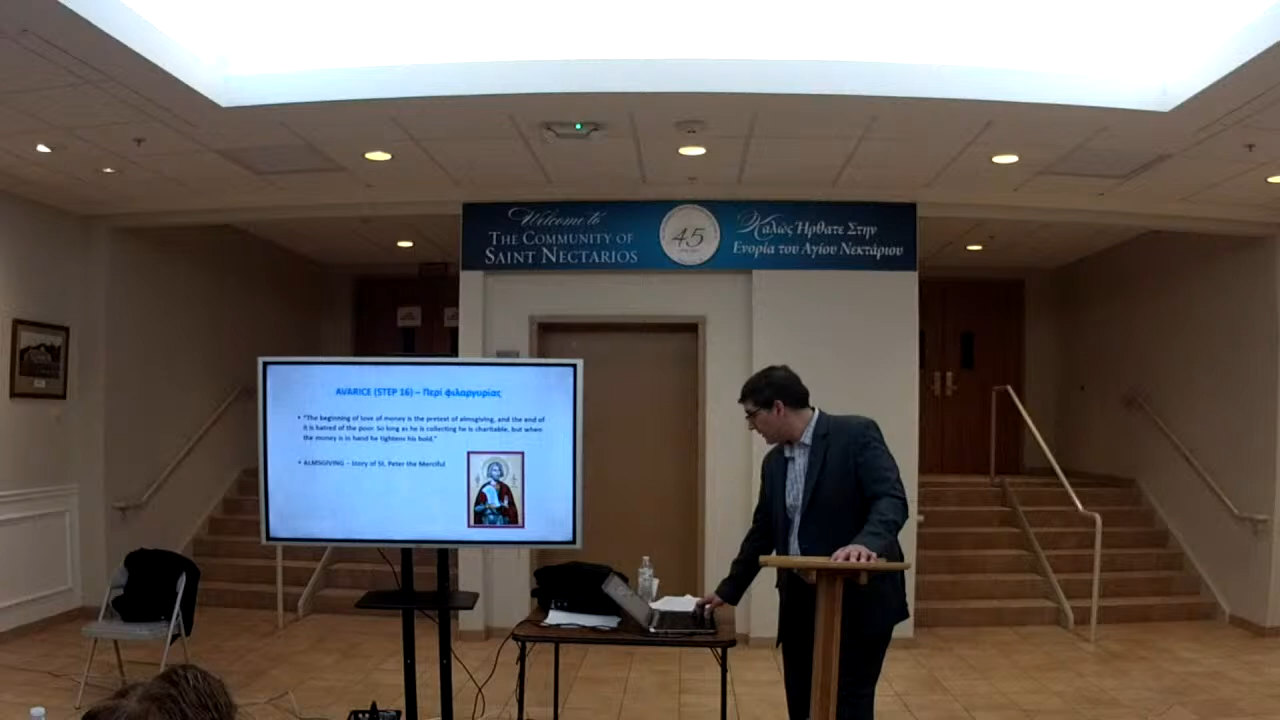 Welcome to
THE COMMUNITY OF
SAINT NECTARIOS
45
Καλῶς Ἤρθατε Στην
Ενορία του Αγίου Νεκτάριου
AVARICE (STEP 16) – Περί φιλαργυρίας
• "The beginning of love of money is the pretext of almsgiving, and the end of
it is hatred of the poor. So long as he is collecting he is charitable, but when
the money is in hand he tightens his hold."
• ALMSGIVING – Story of St. Peter the Merciful